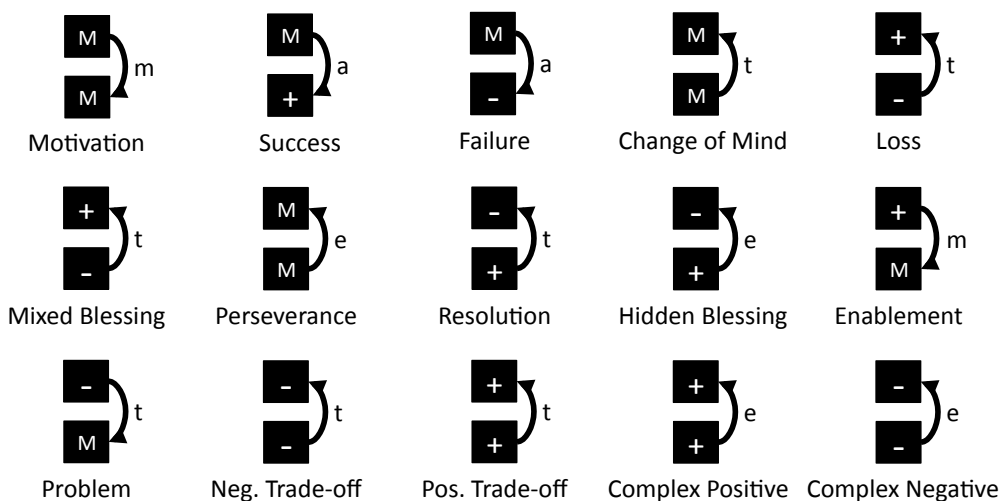 M M M M +
m a a t t
M + - M -
Motivation Success Failure Change of Mind Loss
+ M - - +
t e t e m
- M + + M
Mixed Blessing Perseverance Resolution Hidden Blessing Enablement
- - + + -
t t t e e
M - + + -
Problem Neg. Trade-off Pos. Trade-off Complex Positive Complex Negative